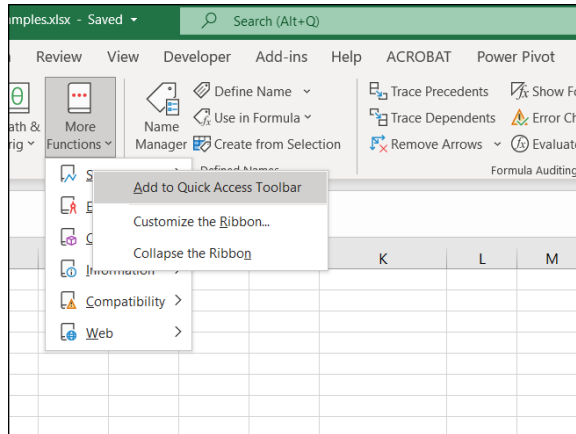 mples.xlsx - Saved
Search (Alt+Q)
Review View Developer Add-ins Help ACROBAT Power Pivot
ath &
rig
More
Functions
Name
Manager
Define Name
Use in Formula
Create from Selection
Defined Names
Trace Precedents
Trace Dependents
Remove Arrows
Show Fo
Error Ch
Evaluate
Formula Auditing
S
E
C
Information
Compatibility
Web
Add to Quick Access Toolbar
Customize the Ribbon...
Collapse the Ribbon
K L M